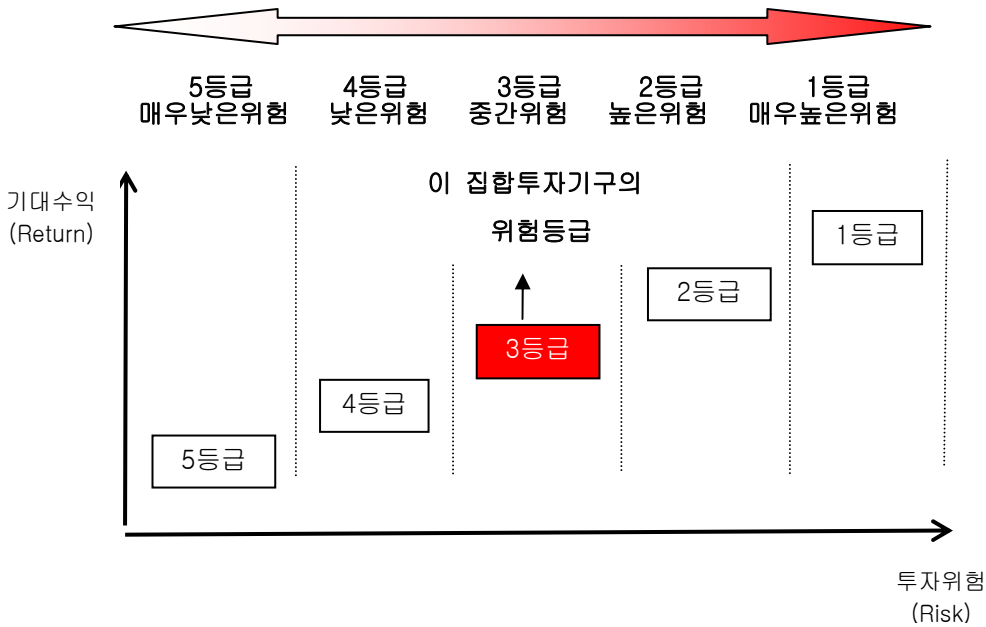 5등급
매우낮은위험
4등급
낮은위험
3등급
중간위험
2등급
높은위험
1등급
매우높은위험
기대수익
(Return)
이 집합투자기구의
위험등급
1등급
2등급
3등급
4등급
5등급
투자위험
(Risk)